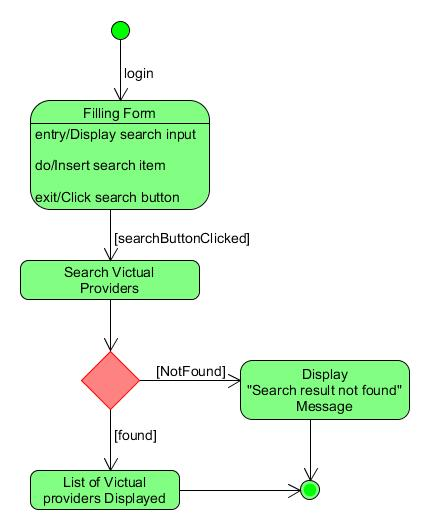 login
Filling Form
entry/Display search input
do/Insert search item
exit/Click search button
[searchButtonClicked]
Search Victual
Providers
[NotFound]
Display
"Search result not found"
Message
[found]
List of Victual
providers Displayed